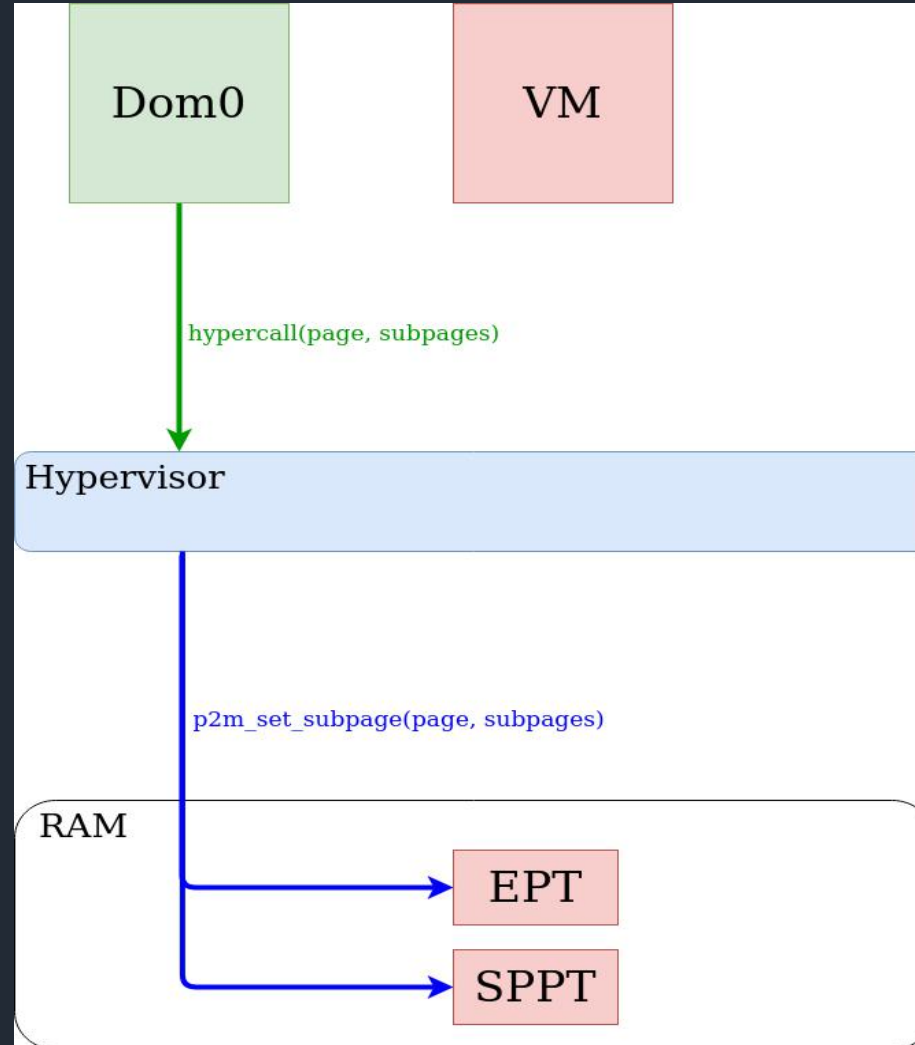 Dom0
VM
hypercall(page, subpages)
Hypervisor
p2m_set_subpage(page, subpages)
RAM
EPT
SPPT